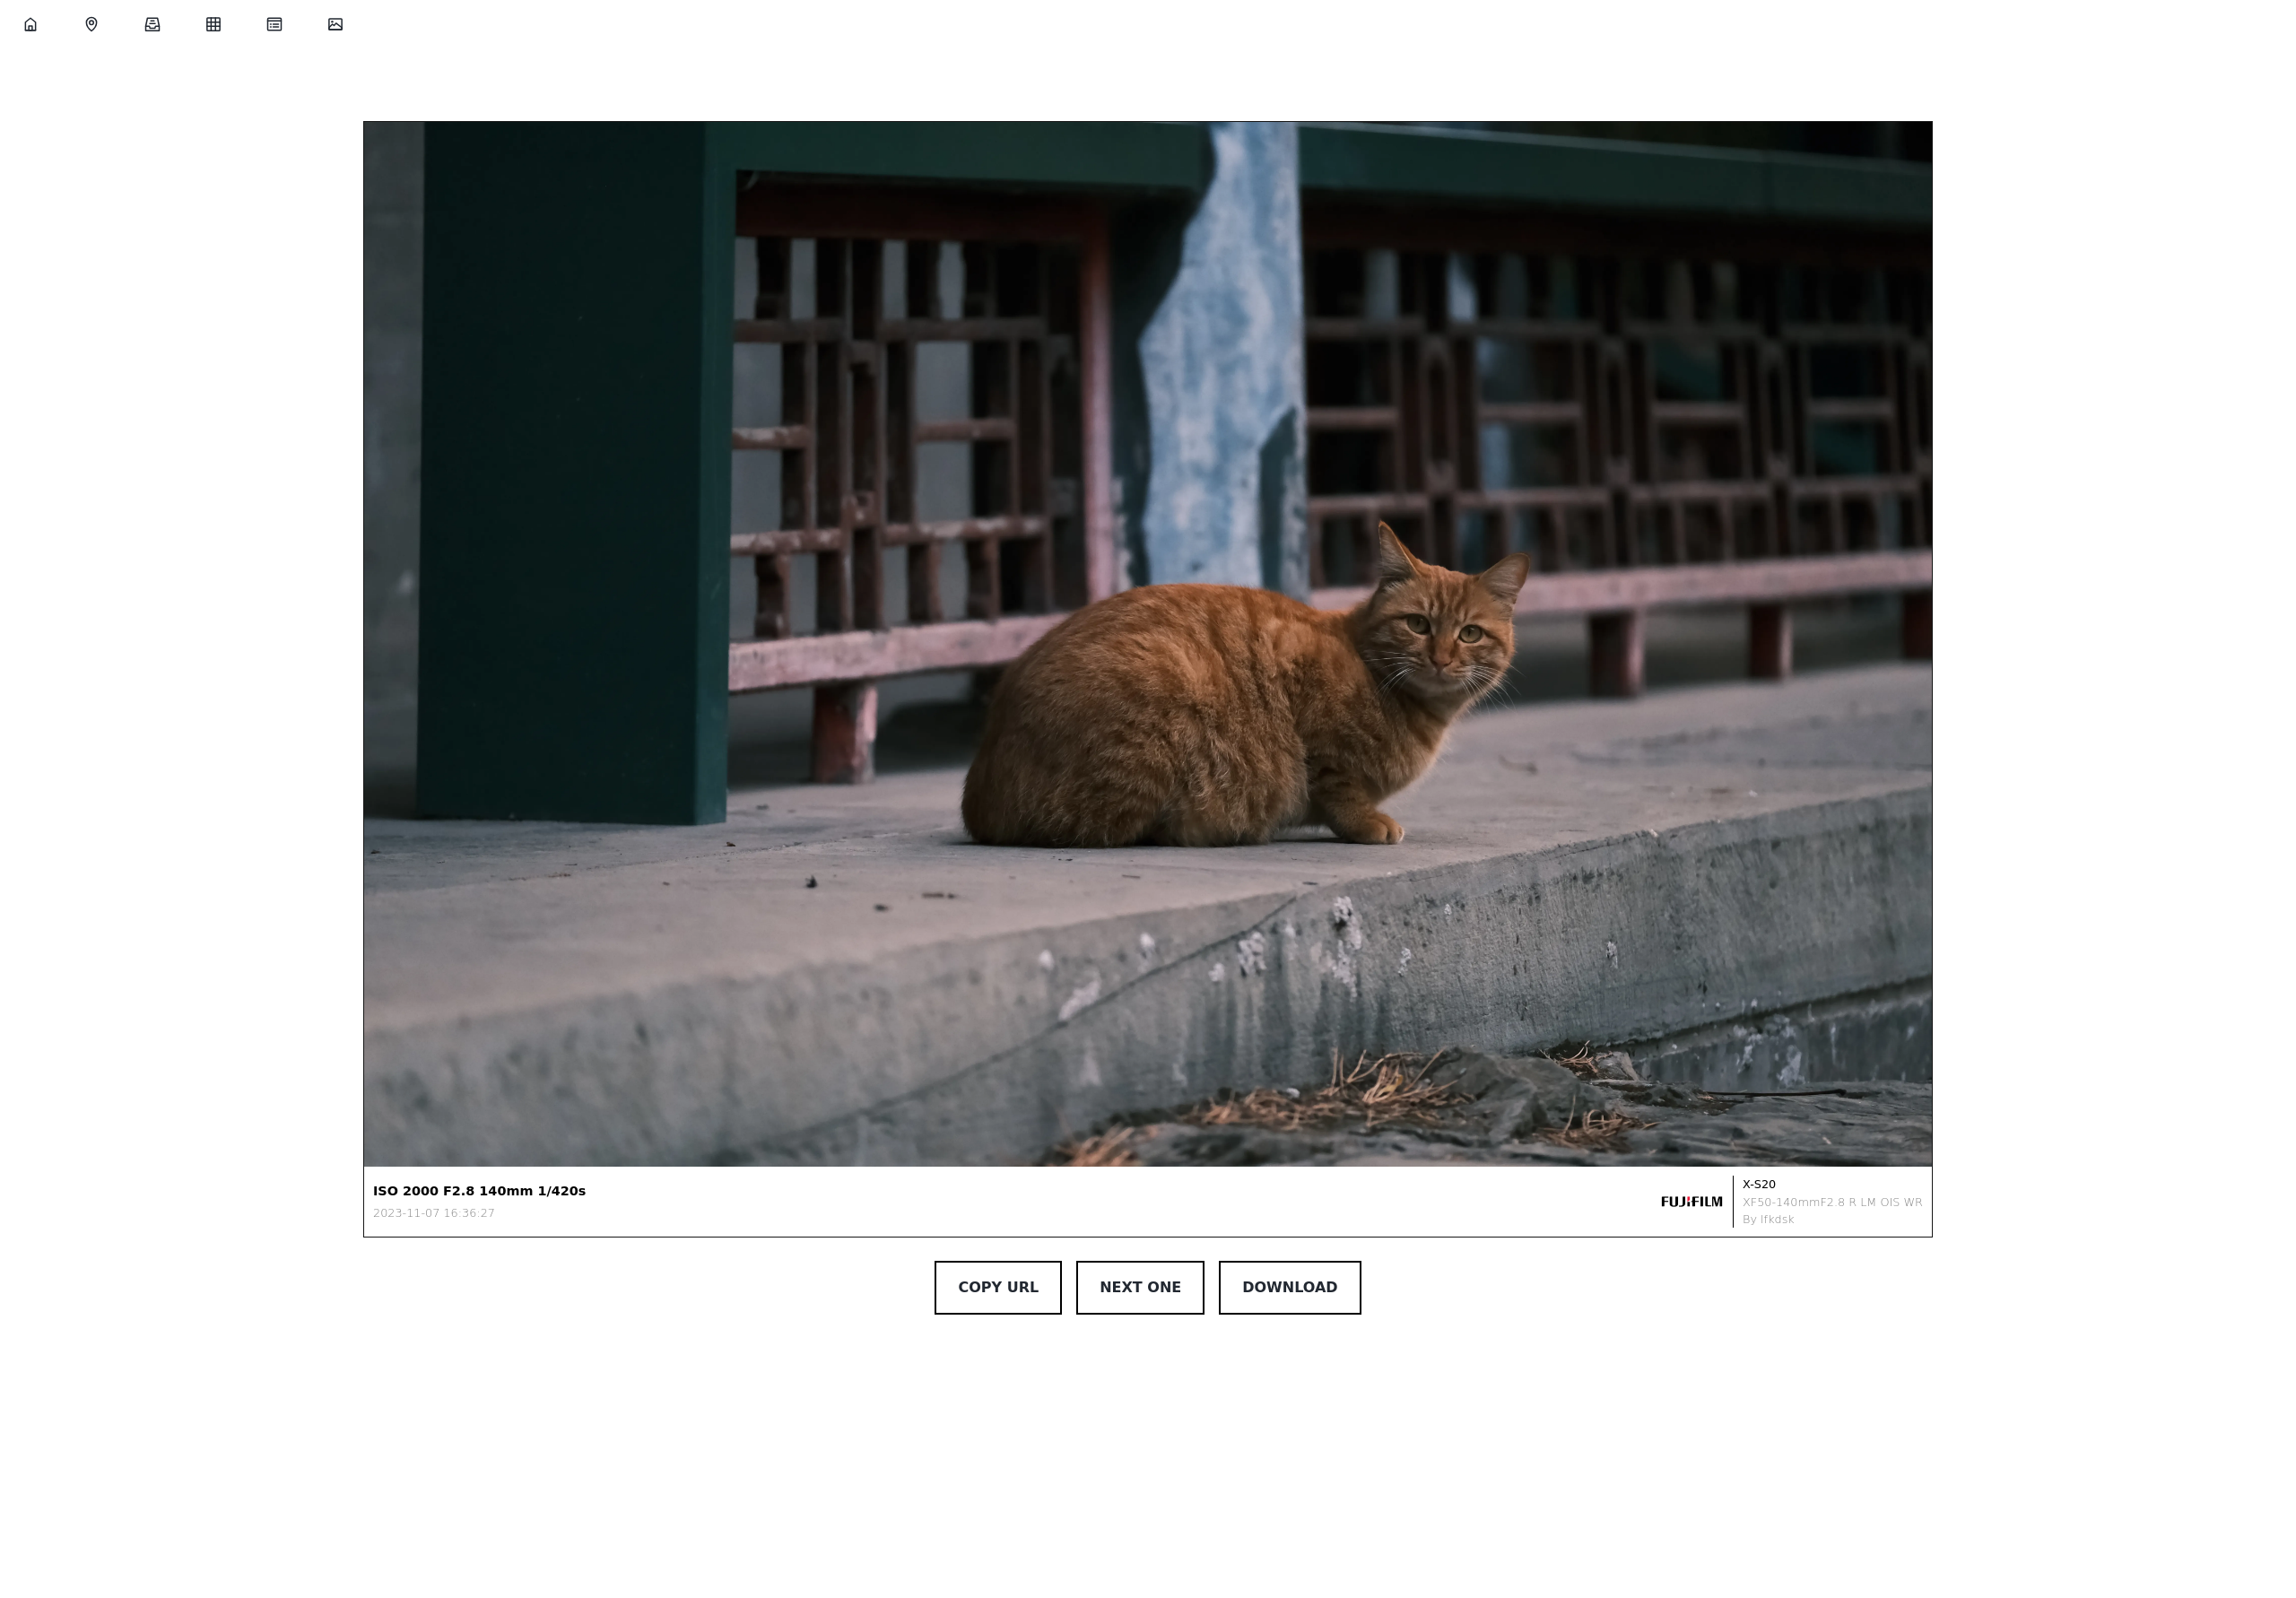 ISO 2000 F2.8 140mm 1/420s
2023-11-07 16:36:27
FUJIFILM
X-S20
XF50-140mmF2.8 R LM OIS WR
By lfkdsk
COPY URL
NEXT ONE
DOWNLOAD